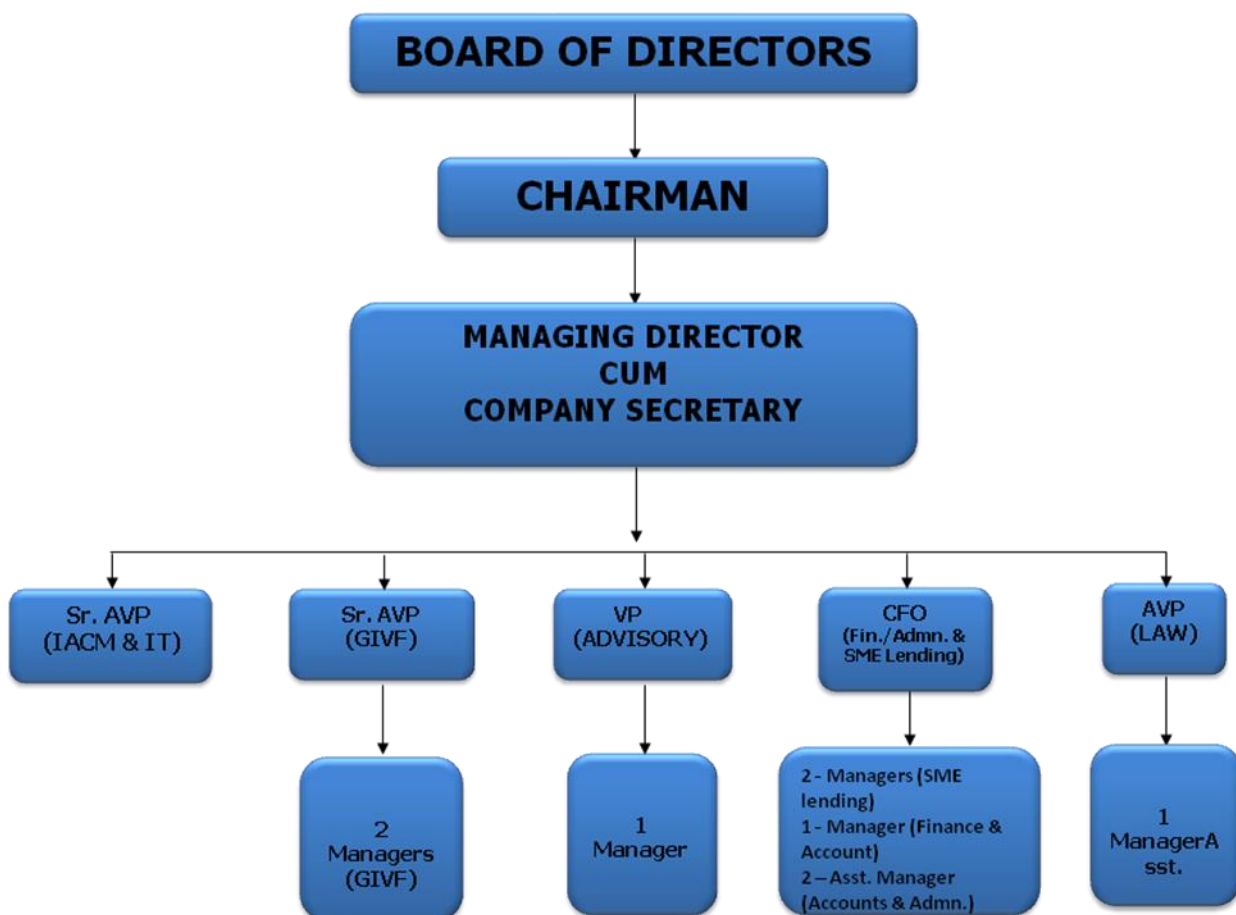 BOARD OF DIRECTORS
CHAIRMAN
MANAGING DIRECTOR
CUM
COMPANY SECRETARY
Sr. AVP
(IACM & IT)
Sr. AVP
(GIVF)
VP
(ADVISORY)
CFO
(Fin./Admn. &
SME Lending)
AVP
(LAW)
2
Managers
(GIVF)
1
Manager
2 - Managers (SME
lending)
1 - Manager (Finance &
Account)
2 – Asst. Manager
(Accounts & Admn.)
1
ManagerA
sst.